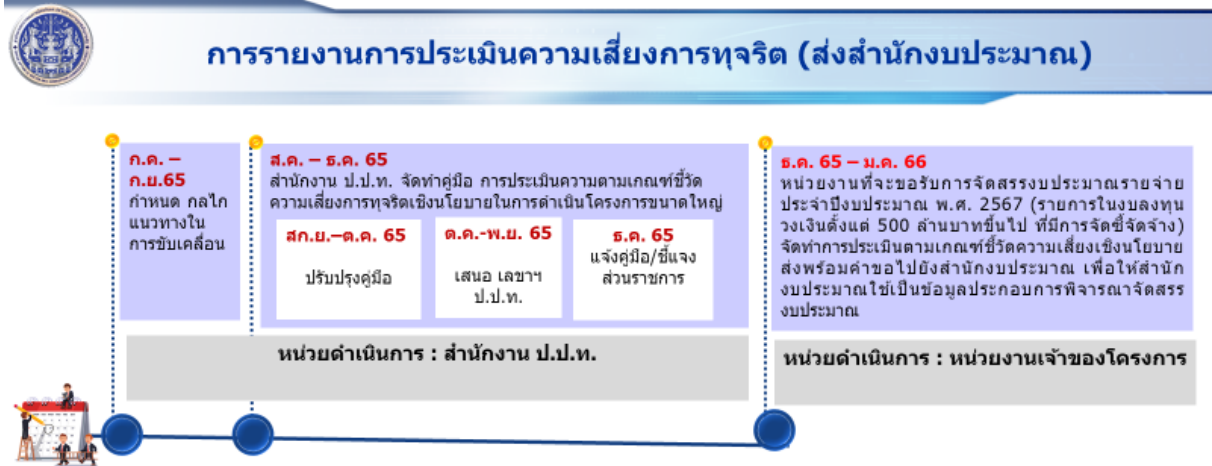 การรายงานการประเมินความเสี่ยงการทุจริต (ส่งสำนักงบประมาณ)
ก.ค. –
ก.ย.65
กำหนด กลไก
แนวทางใน
การขับเคลื่อน
ส.ค. – ธ.ค. 65
สำนักงาน ป.ป.ท. จัดทำคู่มือ การประเมินความตามเกณฑ์ชี้วัด
ความเสี่ยงการทุจริตเชิงนโยบายในการดำเนินโครงการขนาดใหญ่
สก.ย.–ต.ค. 65
ปรับปรุงคู่มือ
ต.ค.-พ.ย. 65
เสนอ เลขาฯ
ป.ป.ท.
ธ.ค. 65
แจ้งคู่มือ/ชี้แจง
ส่วนราชการ
หน่วยดำเนินการ : สำนักงาน ป.ป.ท.
ธ.ค. 65 – ม.ค. 66
หน่วยงานที่จะขอรับการจัดสรรงบประมาณรายจ่าย
ประจำปีงบประมาณ พ.ศ. 2567 (รายการในงบลงทุน
วงเงินตั้งแต่ 500 ล้านบาทขึ้นไป ที่มีการจัดซื้อจัดจ้าง)
จัดทำการประเมินตามเกณฑ์ชี้วัดความเสี่ยงเชิงนโยบาย
ส่งพร้อมคำขอไปยังสำนักงบประมาณ เพื่อให้สำนัก
งบประมาณใช้เป็นข้อมูลประกอบการพิจารณาจัดสรร
งบประมาณ
หน่วยดำเนินการ : หน่วยงานเจ้าของโครงการ